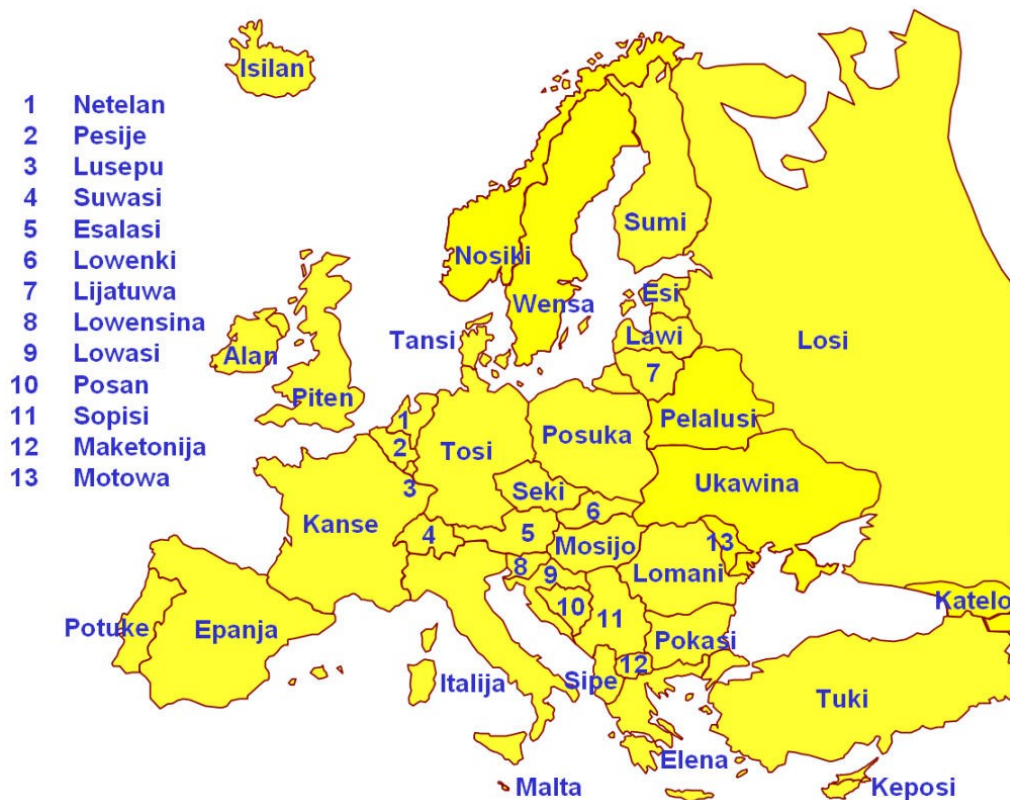 Isilan
1 Netelan
2 Pesije
3 Lusepu
4 Suwasi
5 Esalasi
6 Lowenki
7 Lijatuwa
8 Lowensina
9 Lowasi
10 Posan
11 Sopisi
12 Maketonija
13 Motowa
Sumi
Nosiki
Wensa
Esi
Tansi
Lawi
Losi
Alan
7
Piten
Pelalusi
1
2
Tosi
Posuka
3
Seki
Ukawina
6
Kanse
4
5
Mosijo
13
8
9
Lomani
10
11
Katelo
Potuke
Epanja
Pokasi
12
Italija
Sipe
Tuki
Elena
Malta
Keposi